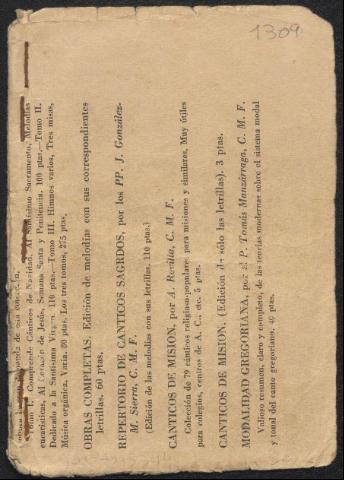 1309
Tomo I. Comprende Cánticos de Navidad, Al Santísimo Sacramento, Melodías
eucarísticas, Al Corazón de Jesús, Semana Santa y Penitencia. 100 ptas.—Tomo II.
Dedicado a la Santísima Virgen. 110 ptas.—Tomo III. Himnos varios, Tres misas,
Música orgánica, Varia. 90 ptas. Los tres tomos, 275 ptas.
OBRAS COMPLETAS. Edición de melodías con sus correspondientes
letrillas. 60 ptas.
REPERTORIO DE CANTICOS SAGRDOS, por los PP. J. González-
M. Sierra, C. M. F.
(Edición de las melodías con sus letrillas. 110 ptas.)
CANTICOS DE MISION, por A. Revilla, C. M. F.
Colección de 79 cánticos religioso-populares para misiones y similares. Muy útiles
para colegios, centros de A. C., etc. 8 ptas.
CANTICOS DE MISION. (Edición de sólo las letrillas). 3 ptas.
MODALIDAD GREGORIANA, por el P. Tomás Manzárraga, C. M. F.
Valioso resumen, claro y completo, de las teorías modernas sobre el sistema modal
y tonal del canto gregoriano. 40 ptas.